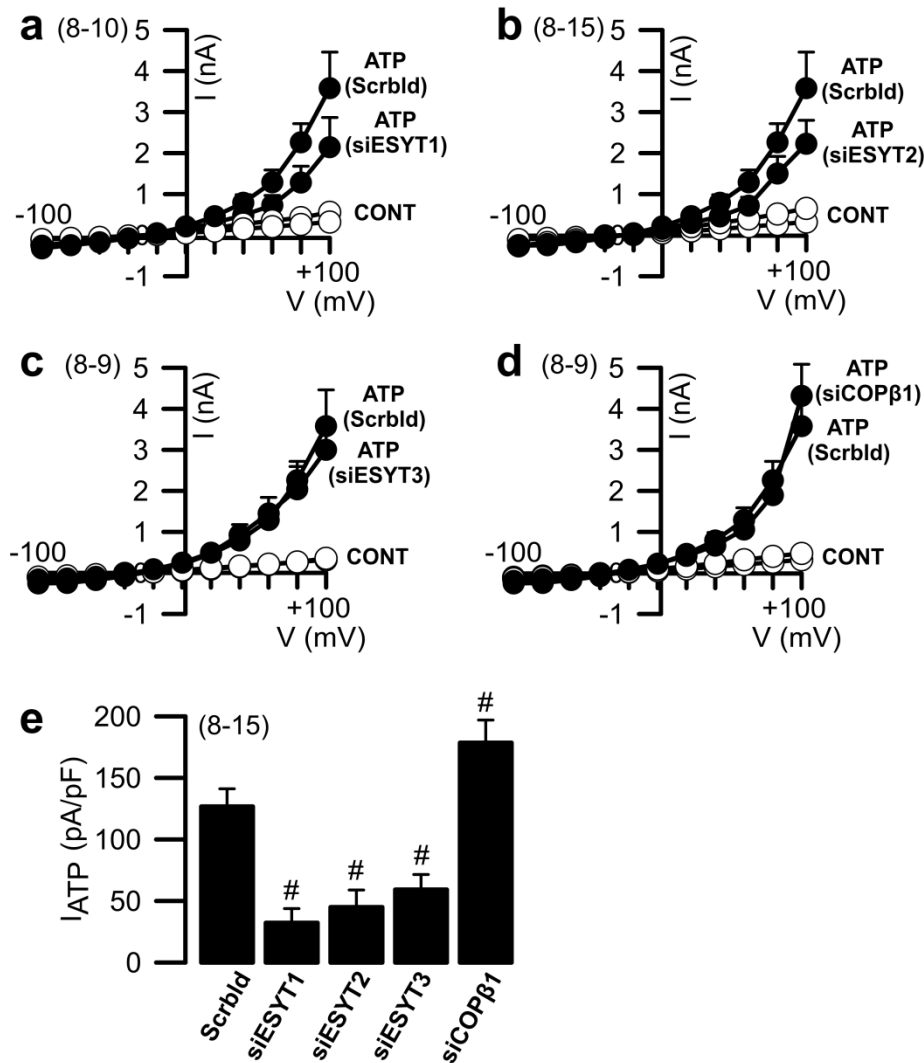 a (8-10)
5
4
3
2
1
-1
I (nA)
ATP
(Scrbld)
ATP
(siESYT1)
CONT
-100
+100
V (mV)
b (8-15)
5
4
3
2
1
-1
I (nA)
ATP
(Scrbld)
ATP
(siESYT2)
CONT
-100
+100
V (mV)
c (8-9)
5
4
3
2
1
-1
I (nA)
ATP
(Scrbld)
ATP
(siESYT3)
CONT
-100
+100
V (mV)
d (8-9)
5
4
3
2
1
-1
I (nA)
ATP
(siCOPβ1)
ATP
(Scrbld)
CONT
-100
+100
V (mV)
e (8-15)
200
150
100
50
0
IATP (pA/pF)
# # # #
Scrbld
siESYT1
siESYT2
siESYT3
siCOPβ1